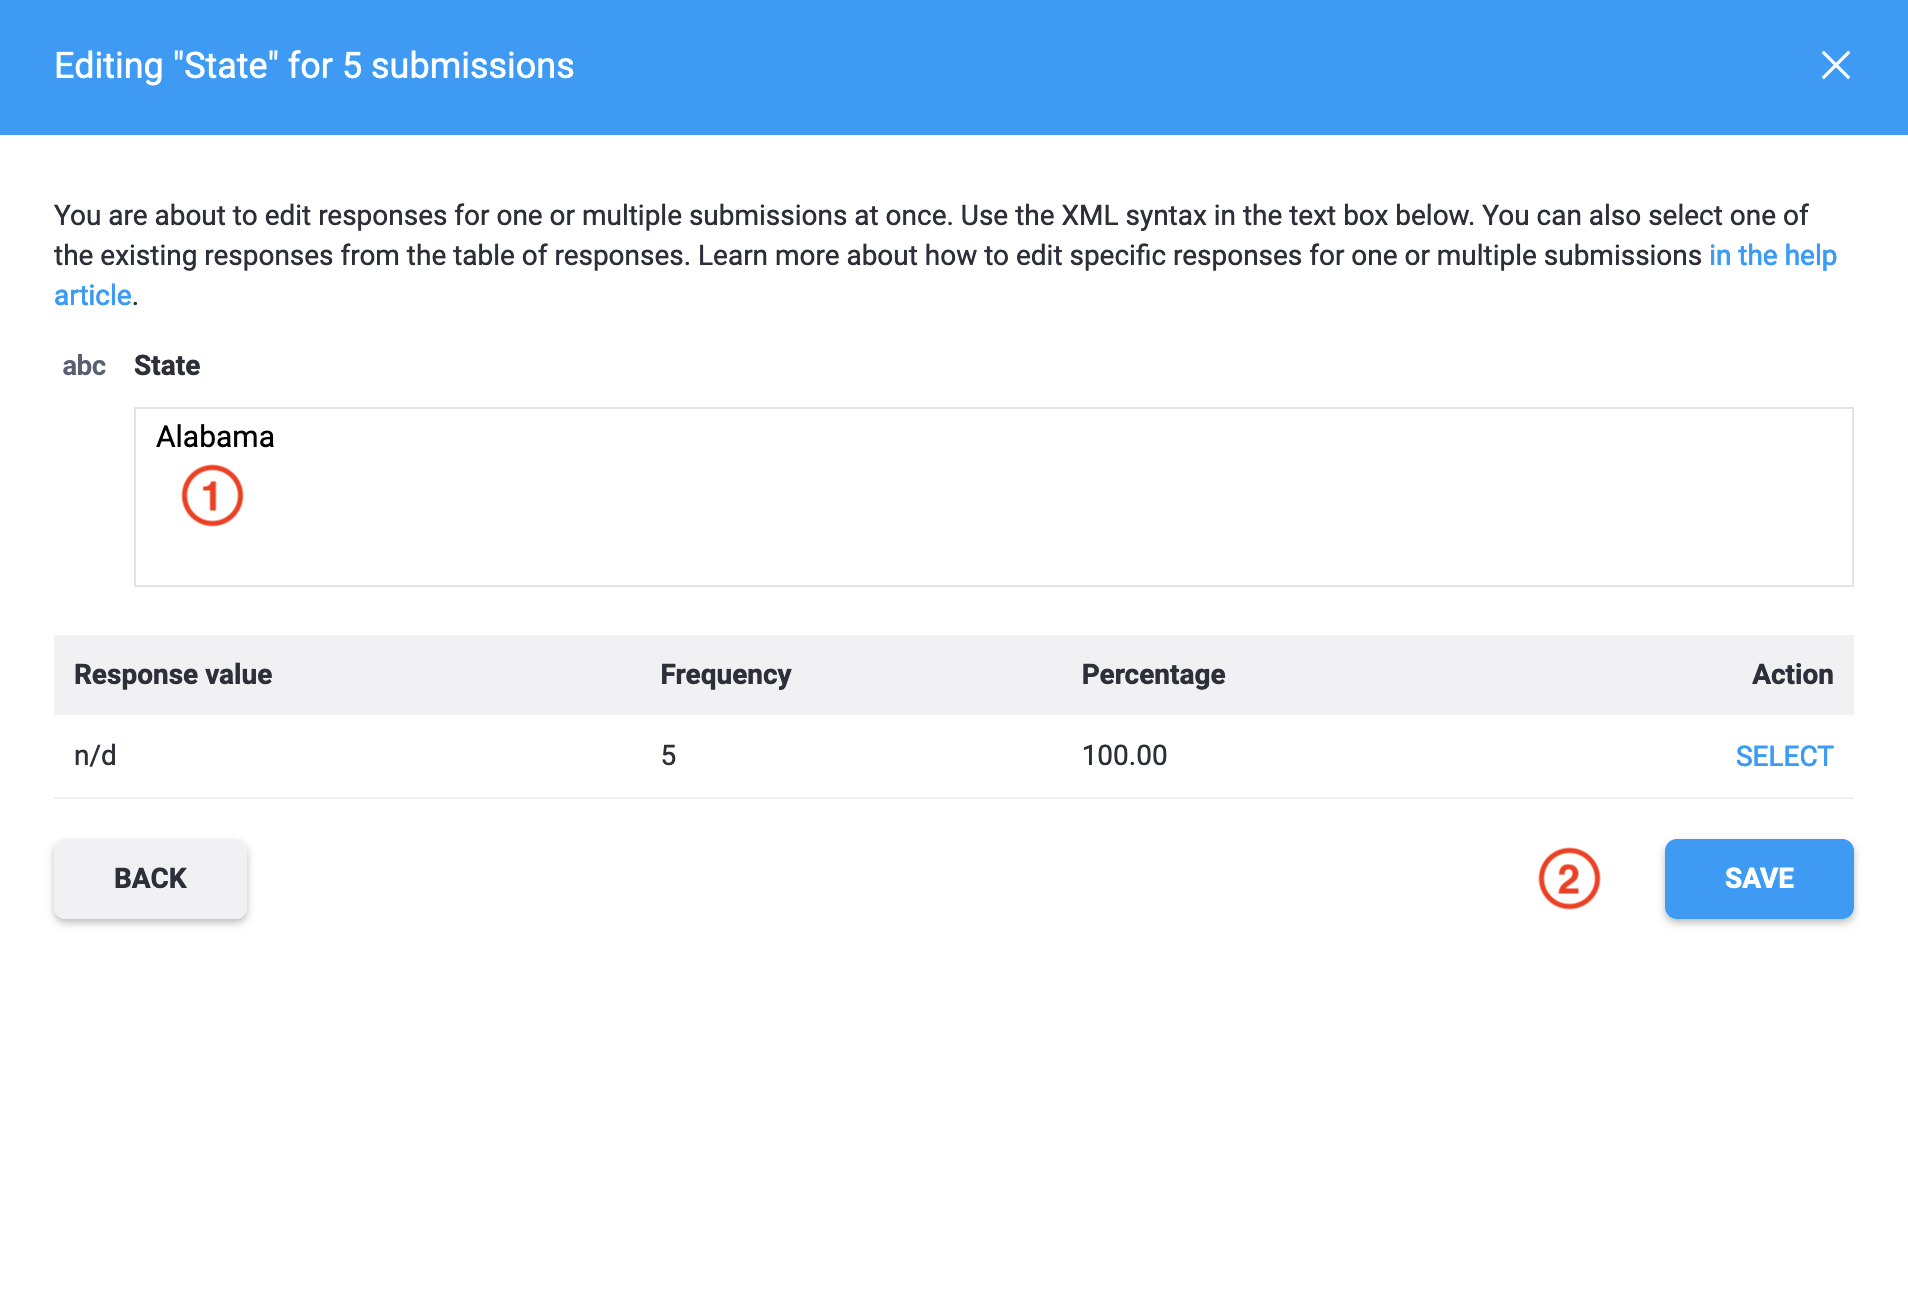 Editing "State" for 5 submissions
You are about to edit responses for one or multiple submissions at once. Use the XML syntax in the text box below. You can also select one of
the existing responses from the table of responses. Learn more about how to edit specific responses for one or multiple submissions in the help
article.
abc State
Alabama
1
Response value Frequency Percentage Action
n/d 5 100.00 SELECT
BACK 2 SAVE